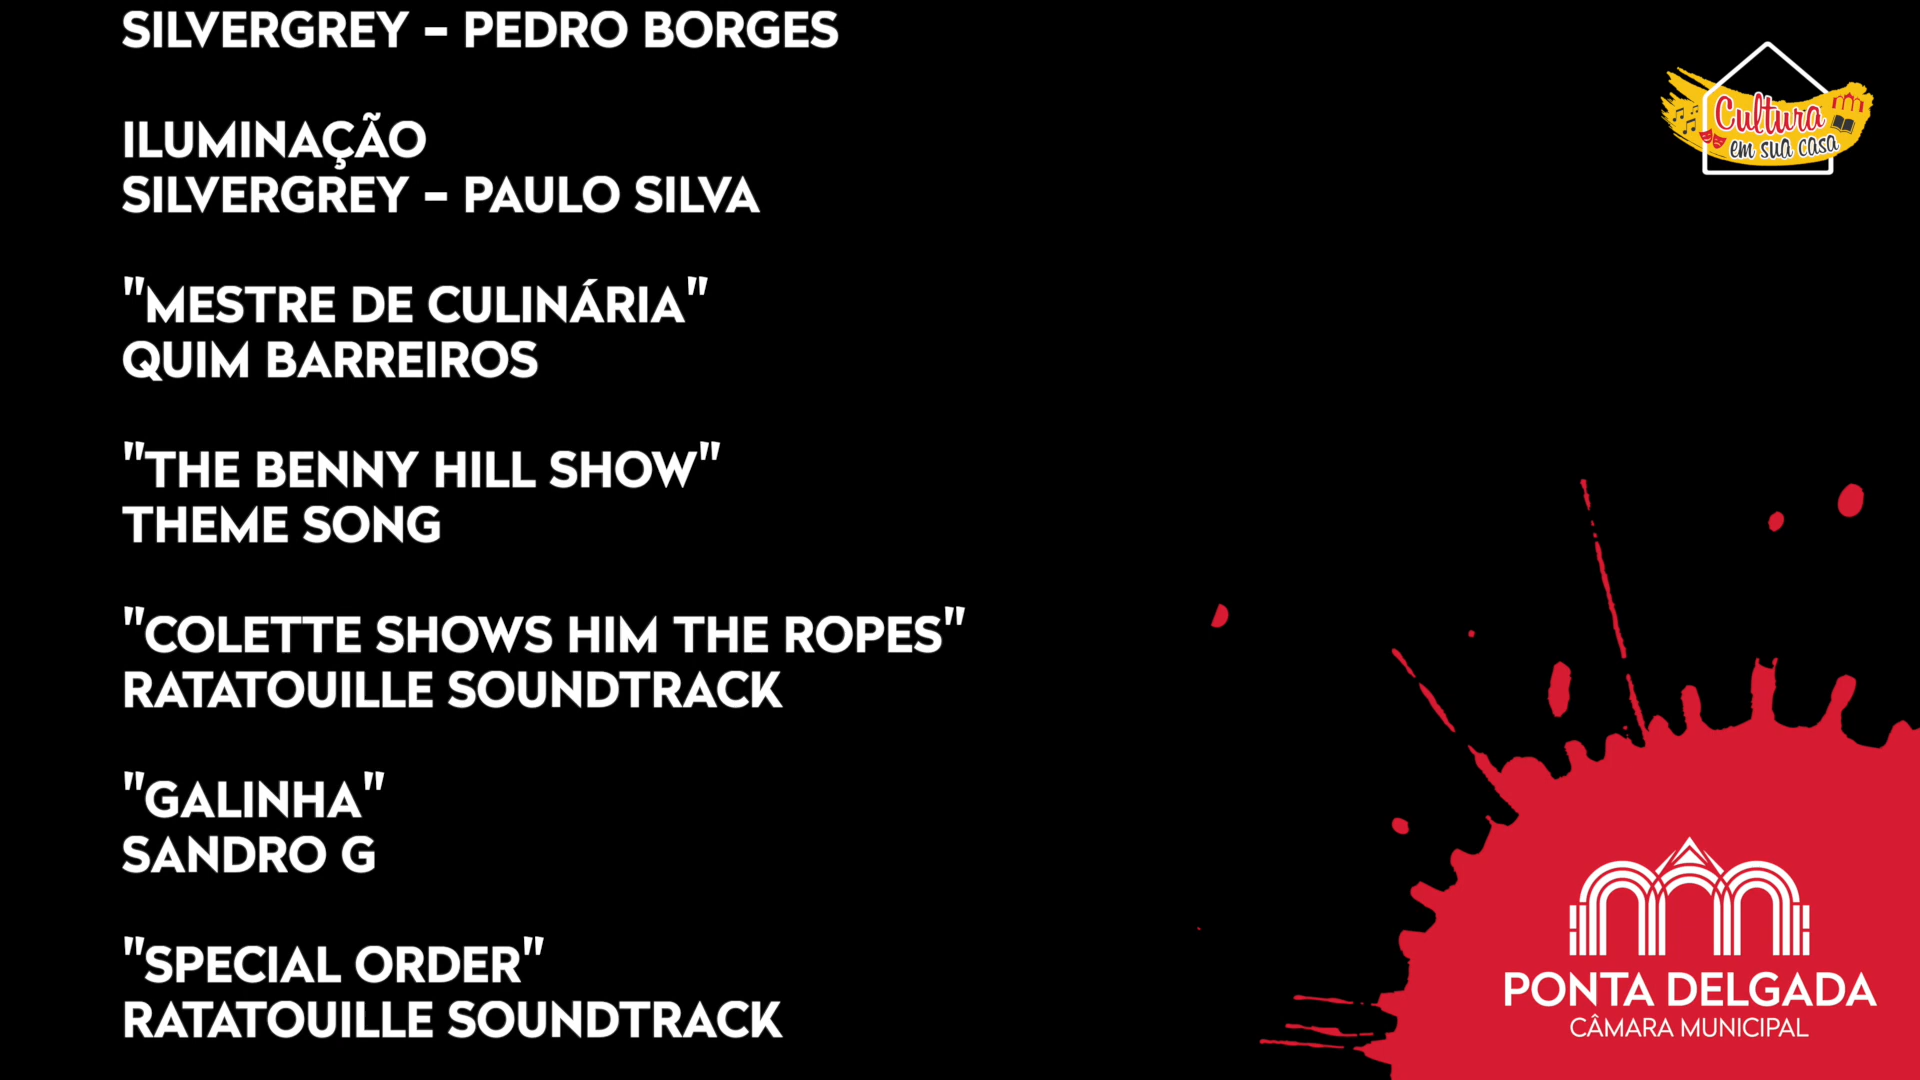 SILVERGREY – PEDRO BORGES
ILUMINAÇÃO
SILVERGREY – PAULO SILVA
"MESTRE DE CULINÁRIA"
QUIM BARREIROS
"THE BENNY HILL SHOW"
THEME SONG
"COLETTE SHOWS HIM THE ROPES"
RATATOUILLE SOUNDTRACK
"GALINHA"
SANDRO G
"SPECIAL ORDER"
RATATOUILLE SOUNDTRACK
Cultura
em sua casa
PONTA DELGADA
CÂMARA MUNICIPAL